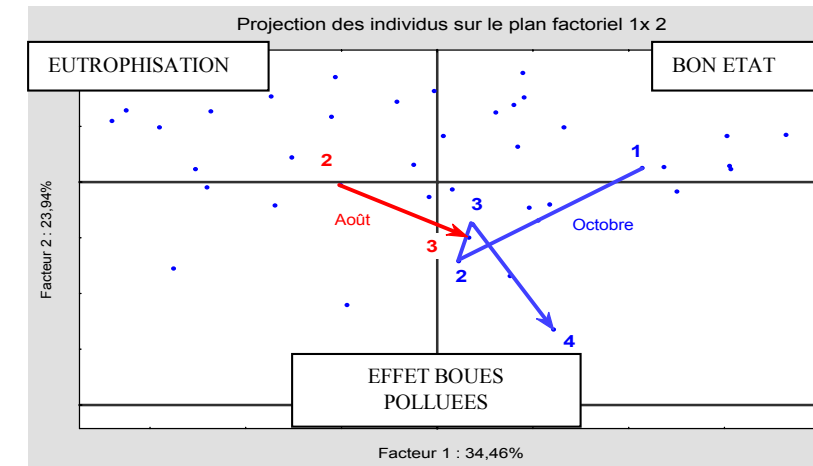 Projection des individus sur le plan factoriel 1x 2
EUTROPHISATION
BON ETAT
2
1
Août
3
Octobre
3
2
4
EFFET BOUES
POLLUEES
Facteur 2 : 23,94%
Facteur 1 : 34,46%